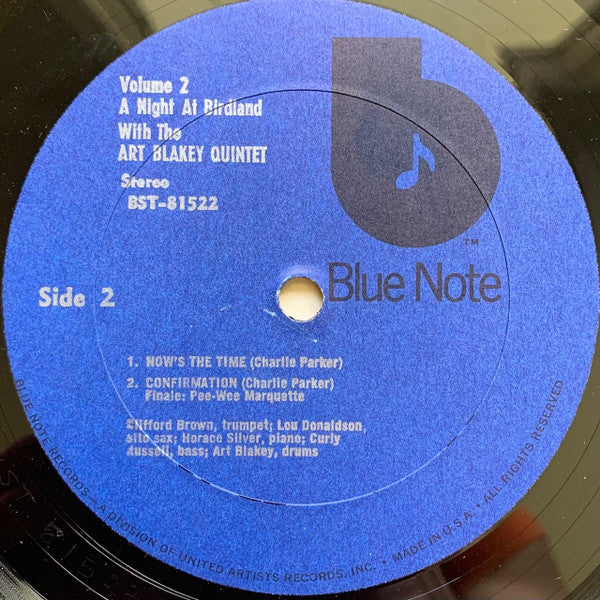 Volume 2
A Night At Birdland
With The
ART BLAKEY QUINTET
Stereo
BST-81522
TM
Blue Note
Side 2
1. NOW'S THE TIME (Charlie Parker)
2. CONFIRMATION (Charlie Parker)
Finale: Pee-Wee Marquette
Clifford Brown, trumpet; Lou Donaldson,
alto sax; Horace Silver, piano; Curly
Russell, bass; Art Blakey, drums
BLUE NOTE RECORDS • A DIVISION OF UNITED ARTISTS RECORDS, INC. • MADE IN U.S.A. • ALL RIGHTS RESERVED